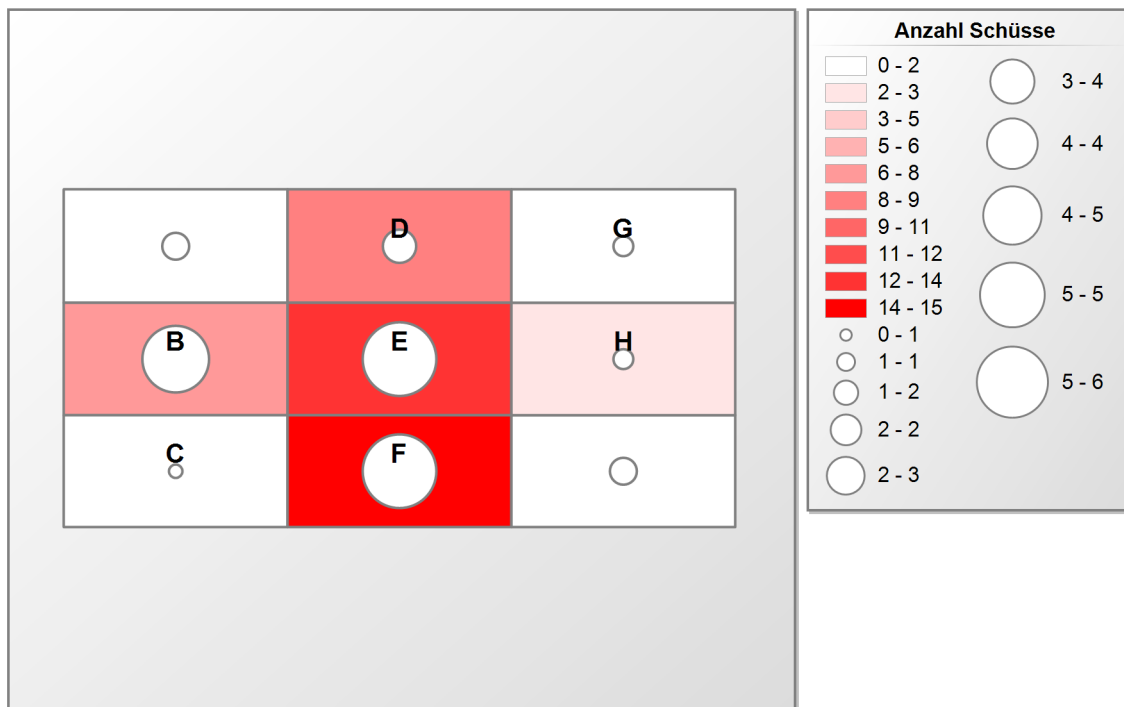 D
G
B
E
H
C
F
Anzahl Schüsse
0 - 2
2 - 3
3 - 5
5 - 6
6 - 8
8 - 9
9 - 11
11 - 12
12 - 14
14 - 15
0 - 1
1 - 1
1 - 2
2 - 2
2 - 3
3 - 4
4 - 4
4 - 5
5 - 5
5 - 6